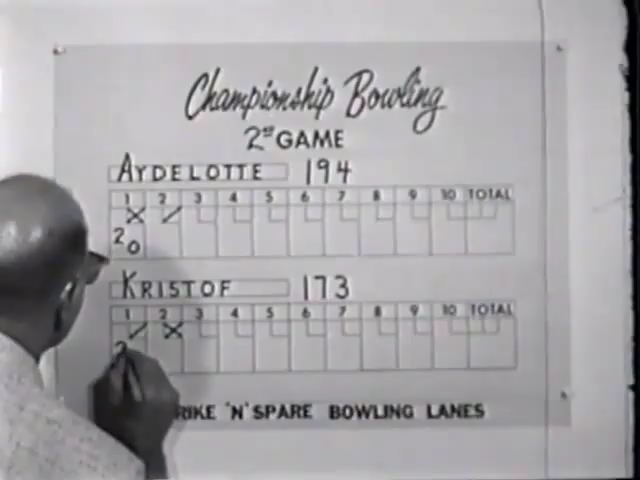 Championship Bowling
2ND GAME
AYDELOTTE 194
1 2 3 4 5 6 7 8 9 10 TOTAL
X /
20
KRISTOF 173
1 2 3 4 5 6 7 8 9 10 TOTAL
/ X
2
RIKE 'N' SPARE BOWLING LANES